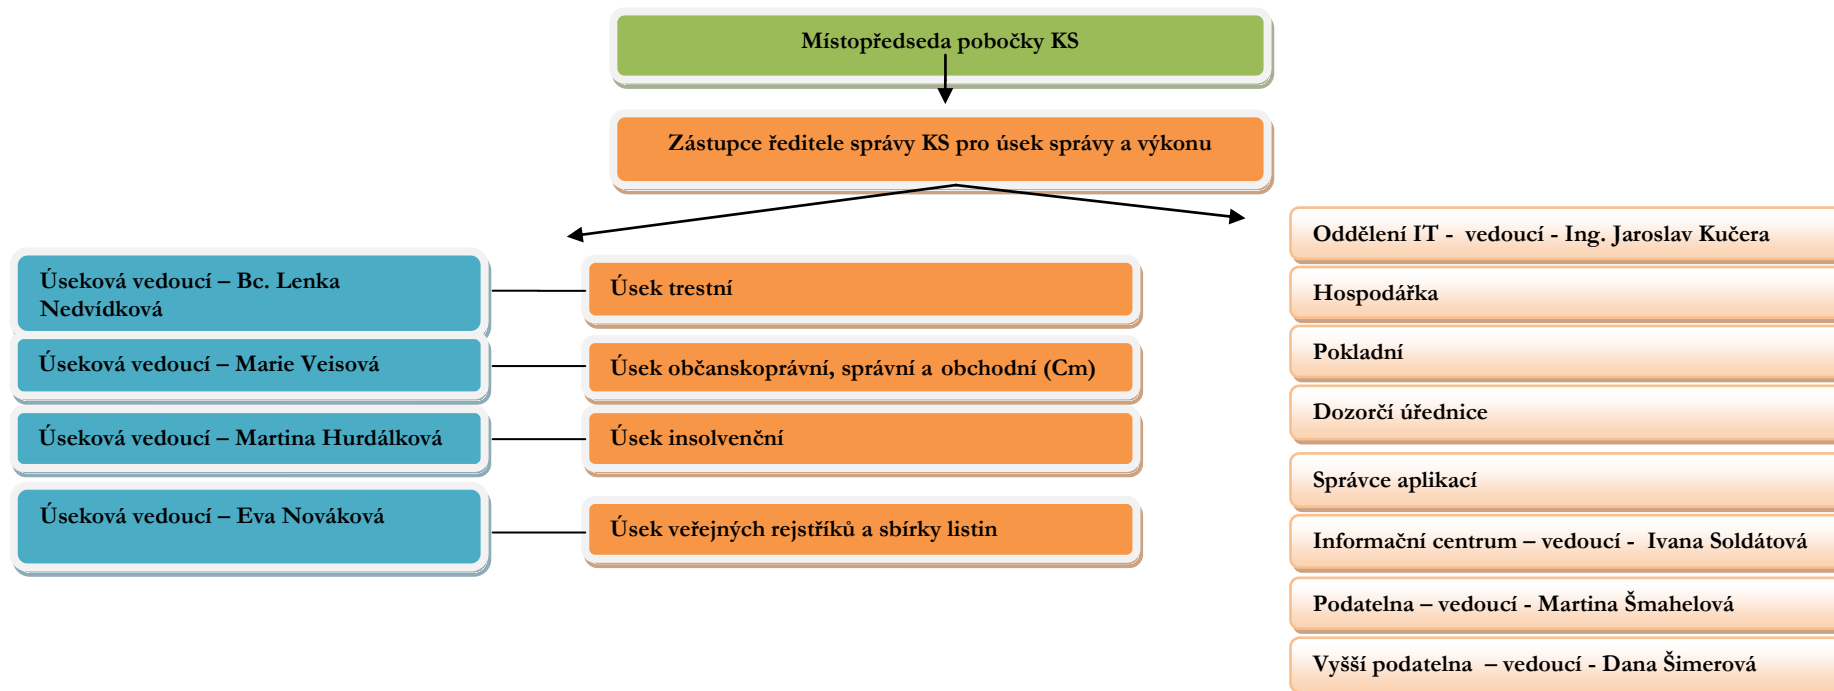 Místopředseda pobočky KS
Zástupce ředitele správy KS pro úsek správy a výkonu
Úseková vedoucí – Bc. Lenka
Nedvídková
Úsek trestní
Úseková vedoucí – Marie Veisová
Úsek občanskoprávní, správní a obchodní (Cm)
Úseková vedoucí – Martina Hurdálková
Úsek insolvenční
Úseková vedoucí – Eva Nováková
Úsek veřejných rejstříků a sbírky listin
Oddělení IT - vedoucí - Ing. Jaroslav Kučera
Hospodářka
Pokladní
Dozorčí úřednice
Správce aplikací
Informační centrum – vedoucí - Ivana Soldátová
Podatelna – vedoucí - Martina Šmahelová
Vyšší podatelna – vedoucí - Dana Šimerová